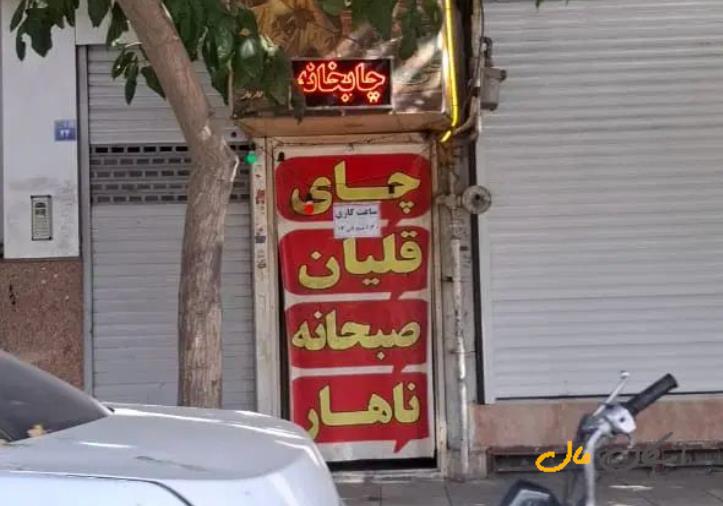 چایخانه
چای
ساعت کاری
قلیان
صبحانه
ناهار